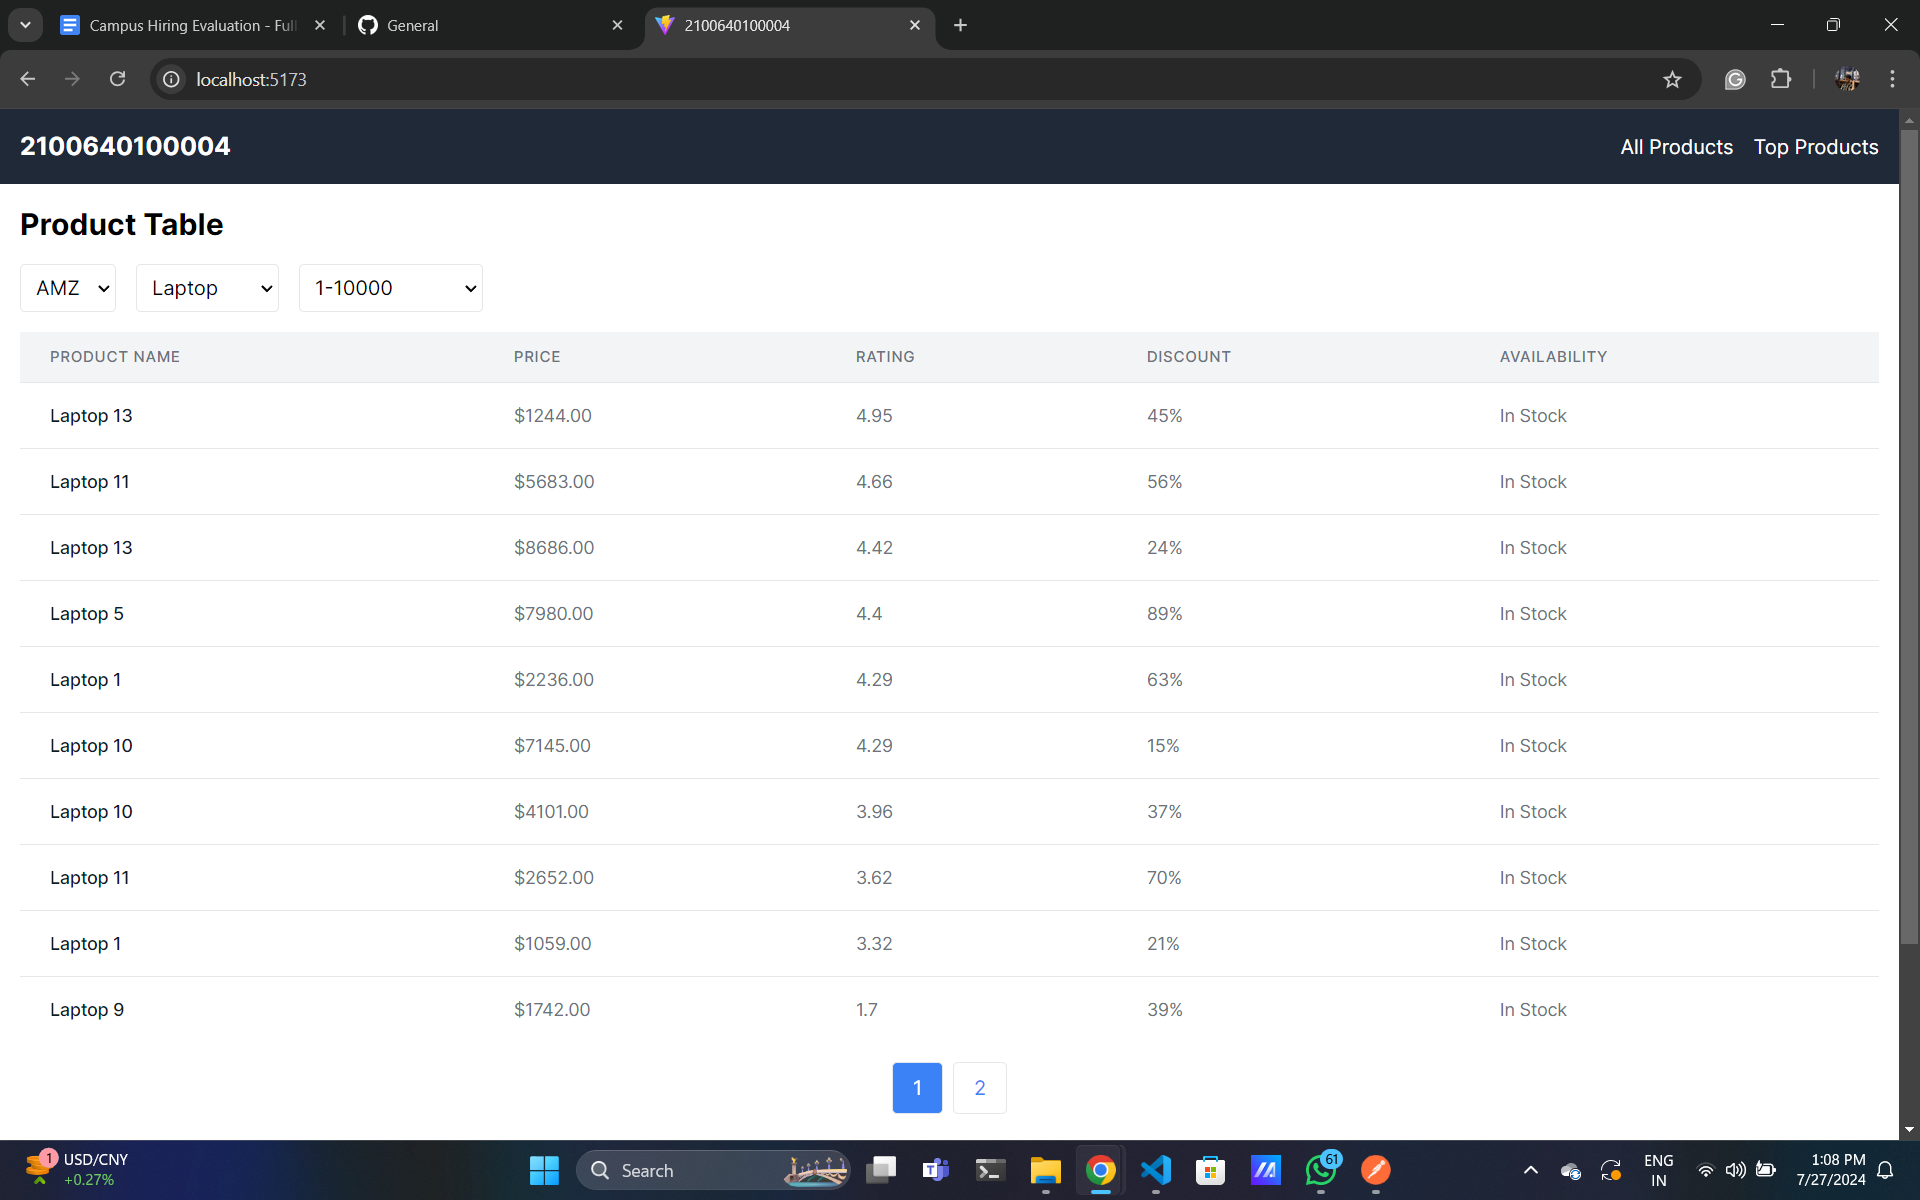 Campus Hiring Evaluation - Full
General
2100640100004
localhost:5173
2100640100004
All Products
Top Products
Product Table
AMZ
Laptop
1-10000
PRODUCT NAME PRICE RATING DISCOUNT AVAILABILITY
Laptop 13 $1244.00 4.95 45% In Stock
Laptop 11 $5683.00 4.66 56% In Stock
Laptop 13 $8686.00 4.42 24% In Stock
Laptop 5 $7980.00 4.4 89% In Stock
Laptop 1 $2236.00 4.29 63% In Stock
Laptop 10 $7145.00 4.29 15% In Stock
Laptop 10 $4101.00 3.96 37% In Stock
Laptop 11 $2652.00 3.62 70% In Stock
Laptop 1 $1059.00 3.32 21% In Stock
Laptop 9 $1742.00 1.7 39% In Stock
1 2
1
USD/CNY
+0.27%
Search
61
ENG
IN
1:08 PM
7/27/2024